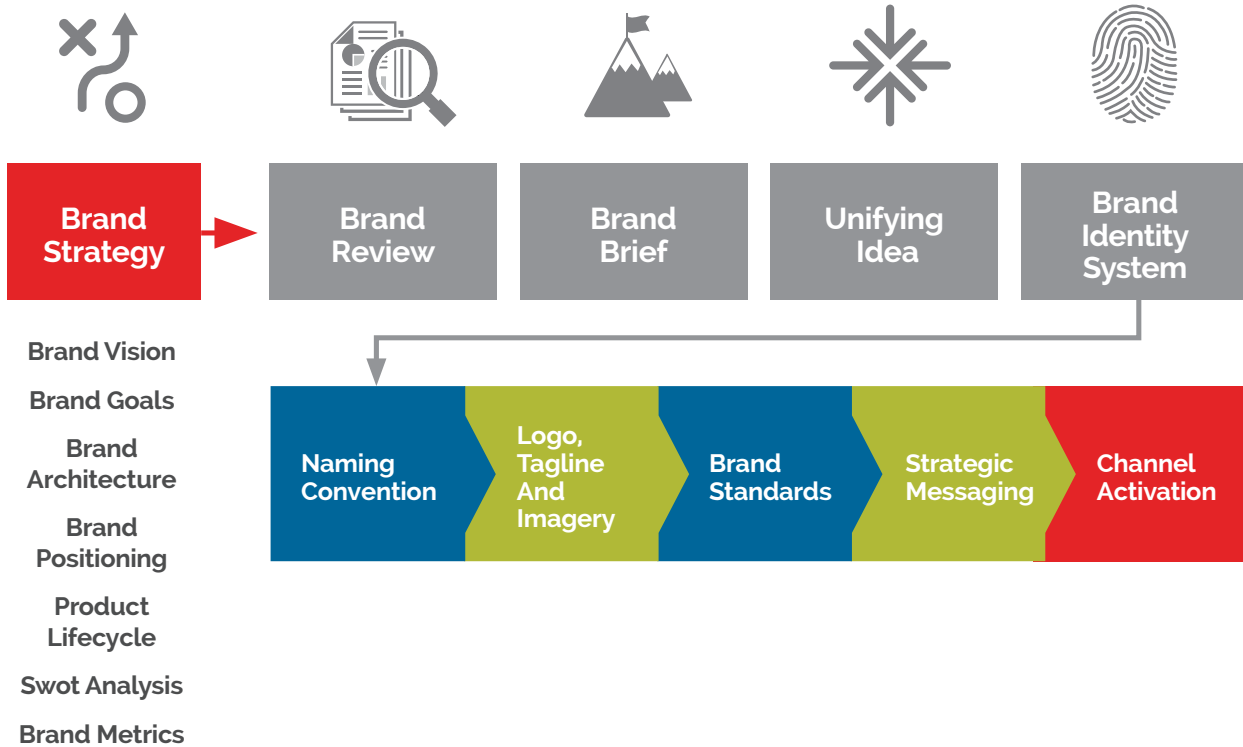 Brand
Strategy
Brand
Review
Brand
Brief
Unifying
Idea
Brand
Identity
System
Brand Vision
Brand Goals
Brand
Architecture
Brand
Positioning
Product
Lifecycle
Swot Analysis
Brand Metrics
Naming
Convention
Logo,
Tagline
And
Imagery
Brand
Standards
Strategic
Messaging
Channel
Activation